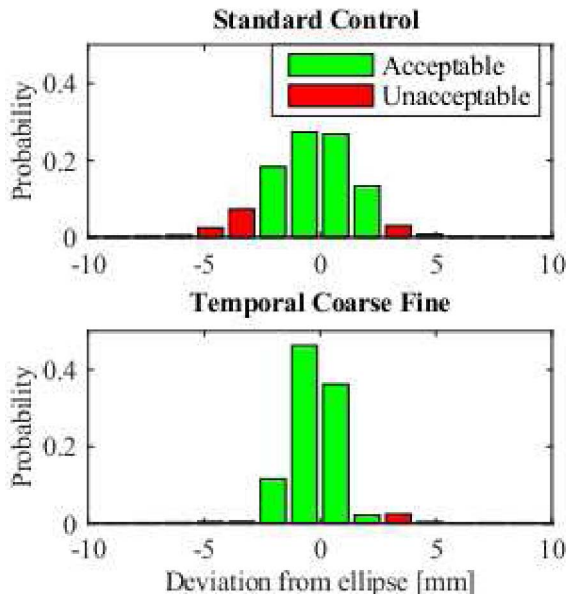 Standard Control
Acceptable
Unacceptable
Probability
0.4
0.2
0
-10 -5 0 5 10
Temporal Coarse Fine
Probability
0.4
0.2
0
-10 -5 0 5 10
Deviation from ellipse [mm]